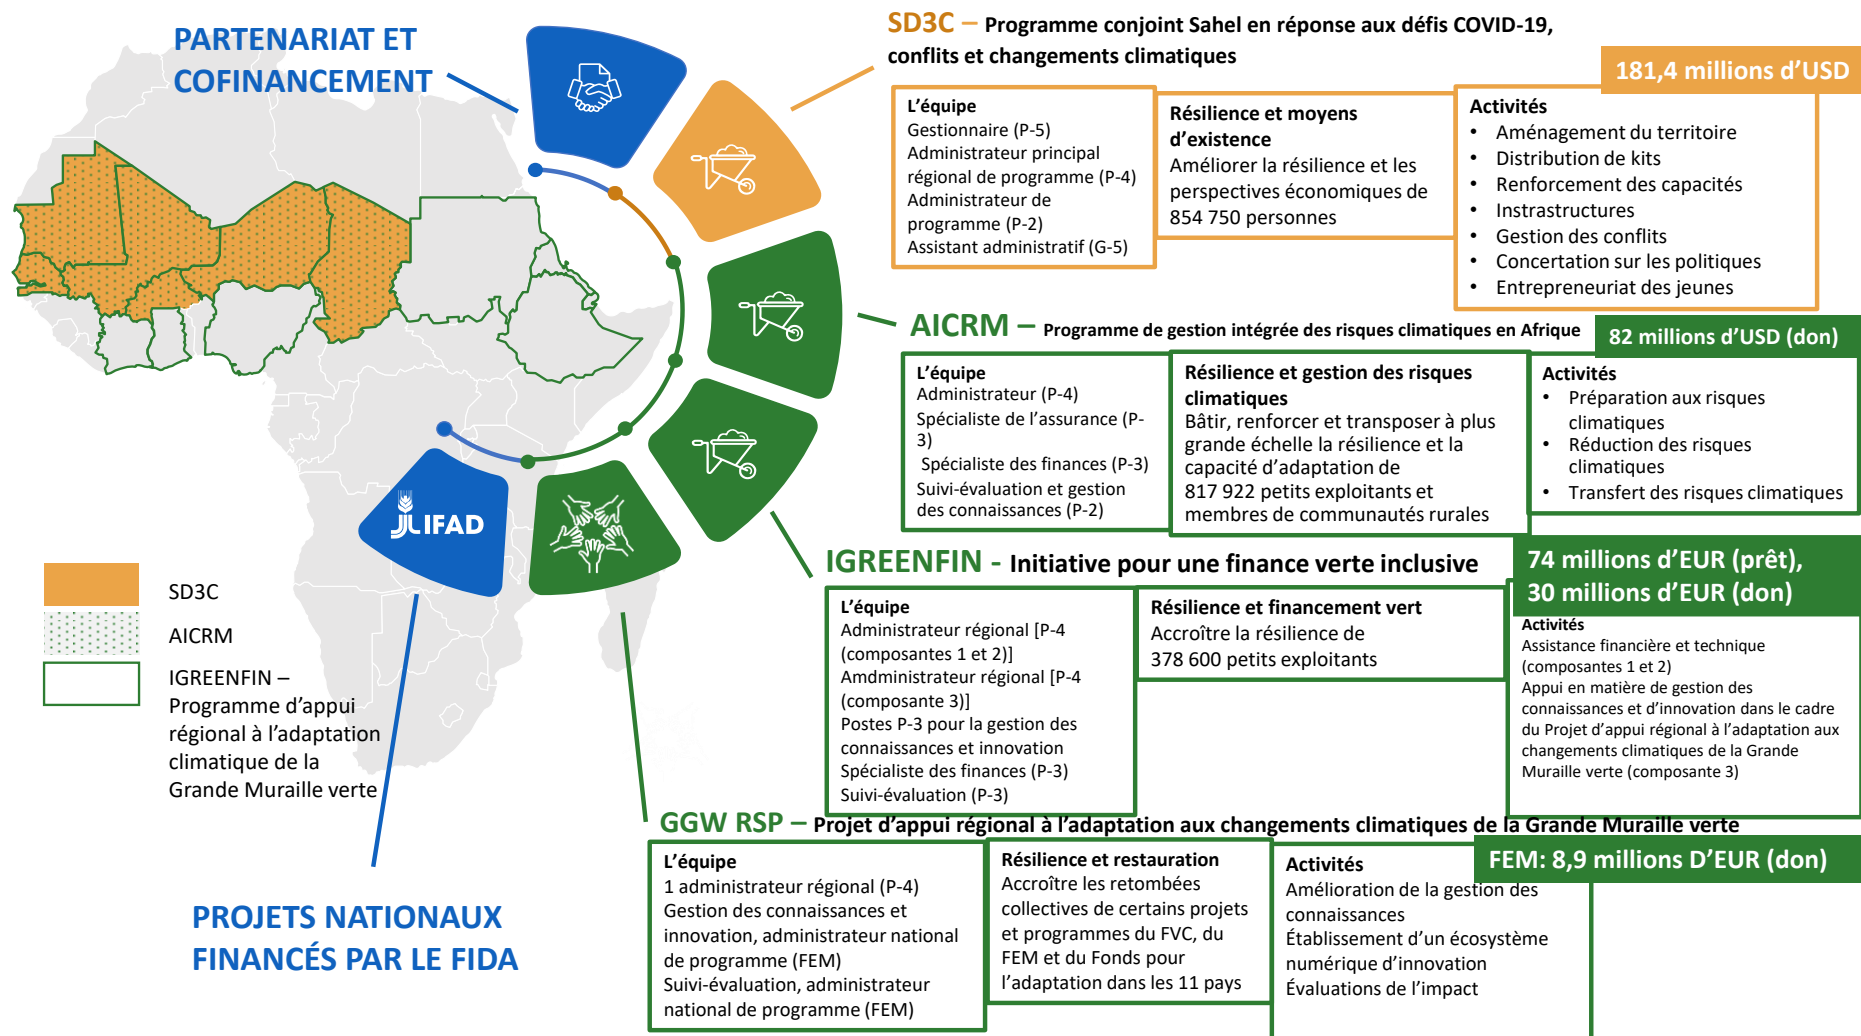 PARTENARIAT ET
COFINANCEMENT
SD3C – Programme conjoint Sahel en réponse aux défis COVID-19,
conflits et changements climatiques
181,4 millions d’USD
L’équipe
Gestionnaire (P-5)
Administrateur principal
régional de programme (P-4)
Administrateur de
programme (P-2)
Assistant administratif (G-5)
Résilience et moyens
d’existence
Améliorer la résilience et les
perspectives économiques de
854 750 personnes
Activités
• Aménagement du territoire
• Distribution de kits
• Renforcement des capacités
• Instrastructures
• Gestion des conflits
• Concertation sur les politiques
• Entrepreneuriat des jeunes
AICRM – Programme de gestion intégrée des risques climatiques en Afrique
82 millions d’USD (don)
L’équipe
Administrateur (P-4)
Spécialiste de l’assurance (P-
3)
Spécialiste des finances (P-3)
Suivi-évaluation et gestion
des connaissances (P-2)
Résilience et gestion des risques
climatiques
Bâtir, renforcer et transposer à plus
grande échelle la résilience et la
capacité d’adaptation de
817 922 petits exploitants et
membres de communautés rurales
Activités
• Préparation aux risques
climatiques
• Réduction des risques
climatiques
• Transfert des risques climatiques
IGREENFIN - Initiative pour une finance verte inclusive
74 millions d’EUR (prêt),
30 millions d’EUR (don)
L’équipe
Administrateur régional [P-4
(composantes 1 et 2)]
Amdministrateur régional [P-4
(composante 3)]
Postes P-3 pour la gestion des
connaissances et innovation
Spécialiste des finances (P-3)
Suivi-évaluation (P-3)
Résilience et financement vert
Accroître la résilience de
378 600 petits exploitants
Activités
Assistance financière et technique
(composantes 1 et 2)
Appui en matière de gestion des
connaissances et d’innovation dans le cadre
du Projet d’appui régional à l’adaptation aux
changements climatiques de la Grande
Muraille verte (composante 3)
GGW RSP – Projet d’appui régional à l’adaptation aux changements climatiques de la Grande Muraille verte
FEM: 8,9 millions D’EUR (don)
L’équipe
1 administrateur régional (P-4)
Gestion des connaissances et
innovation, administrateur national
de programme (FEM)
Suivi-évaluation, administrateur
national de programme (FEM)
Résilience et restauration
Accroître les retombées
collectives de certains projets
et programmes du FVC, du
FEM et du Fonds pour
l’adaptation dans les 11 pays
Activités
Amélioration de la gestion des
connaissances
Établissement d’un écosystème
numérique d’innovation
Évaluations de l’impact
IFAD
SD3C
AICRM
IGREENFIN –
Programme d’appui
régional à l’adaptation
climatique de la
Grande Muraille verte
PROJETS NATIONAUX
FINANCÉS PAR LE FIDA